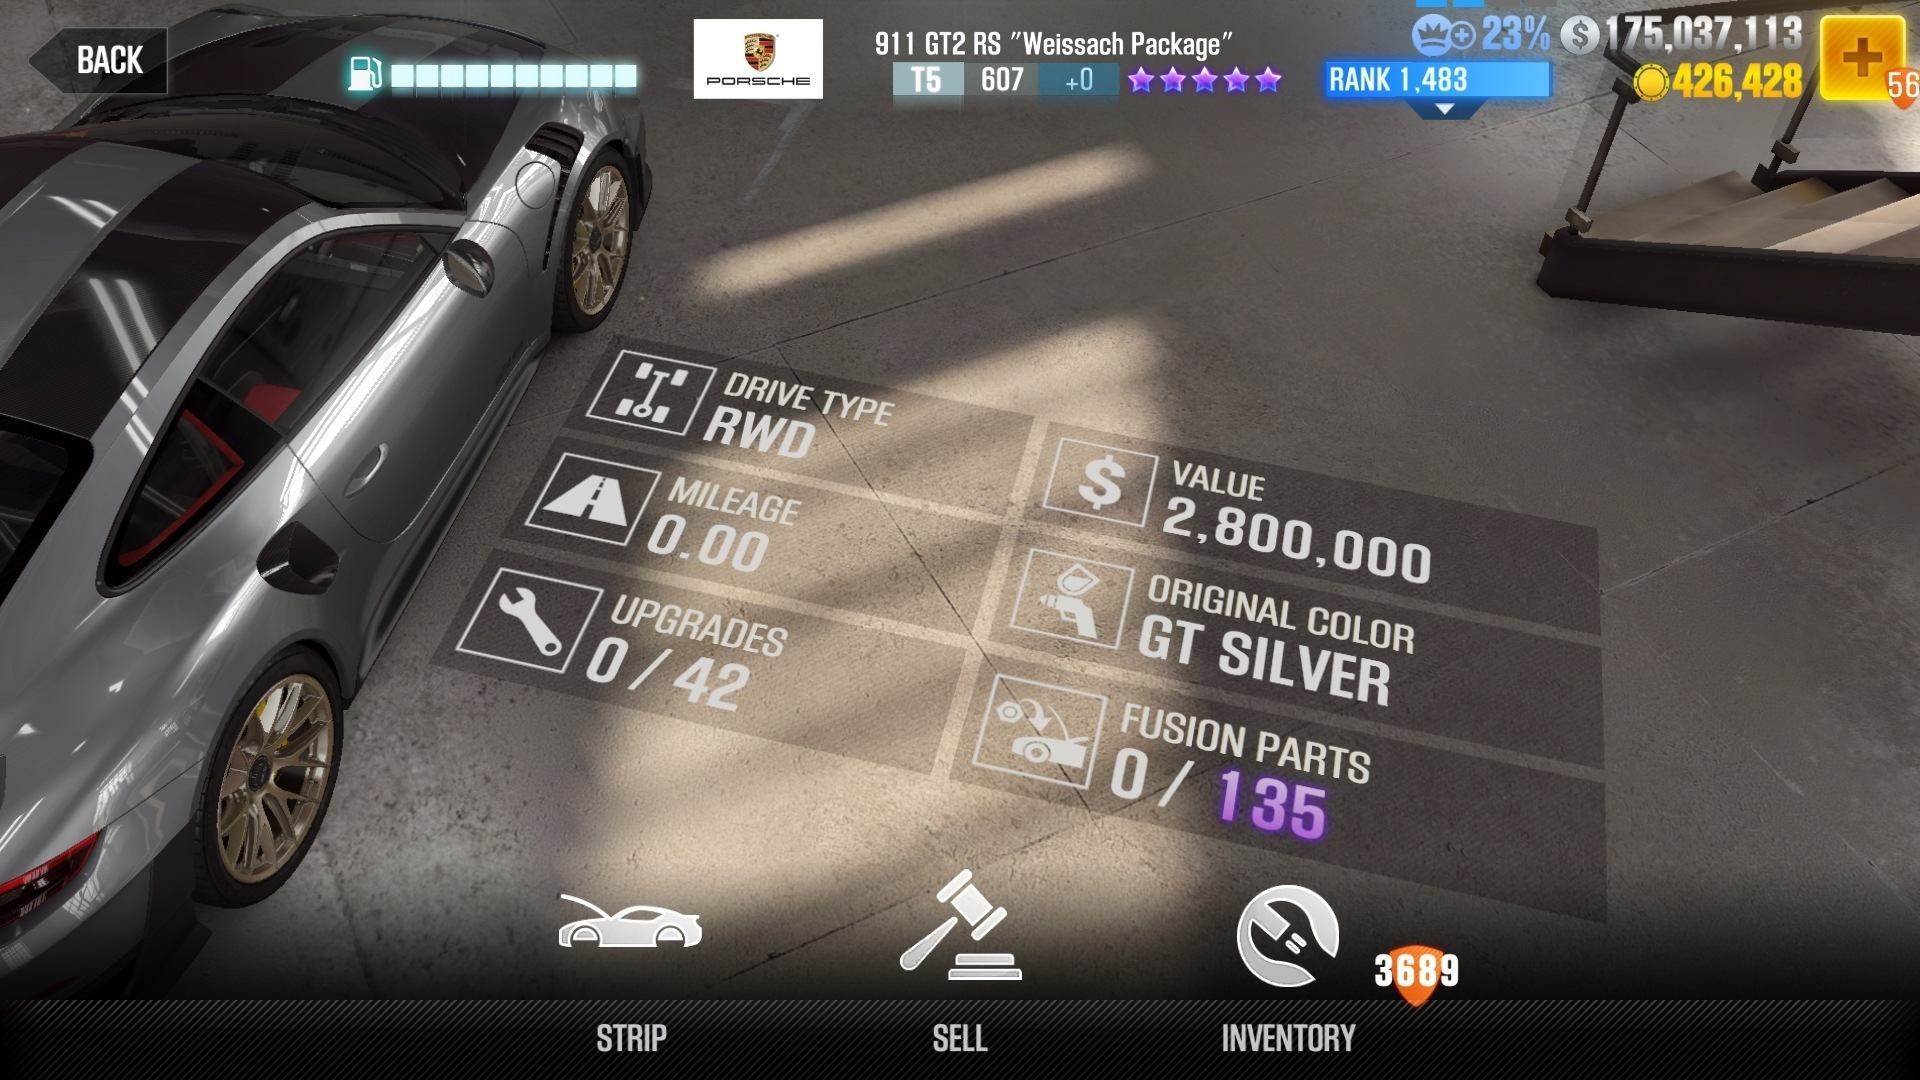 BACK
PORSCHE
911 GT2 RS "Weissach Package"
T5 607 +0
23%
175,037,113
RANK 1,483
426,428
56
DRIVE TYPE
RWD
MILEAGE
0.00
UPGRADES
0 / 42
VALUE
2,800,000
ORIGINAL COLOR
GT SILVER
FUSION PARTS
0 / 135
3689
STRIP
SELL
INVENTORY